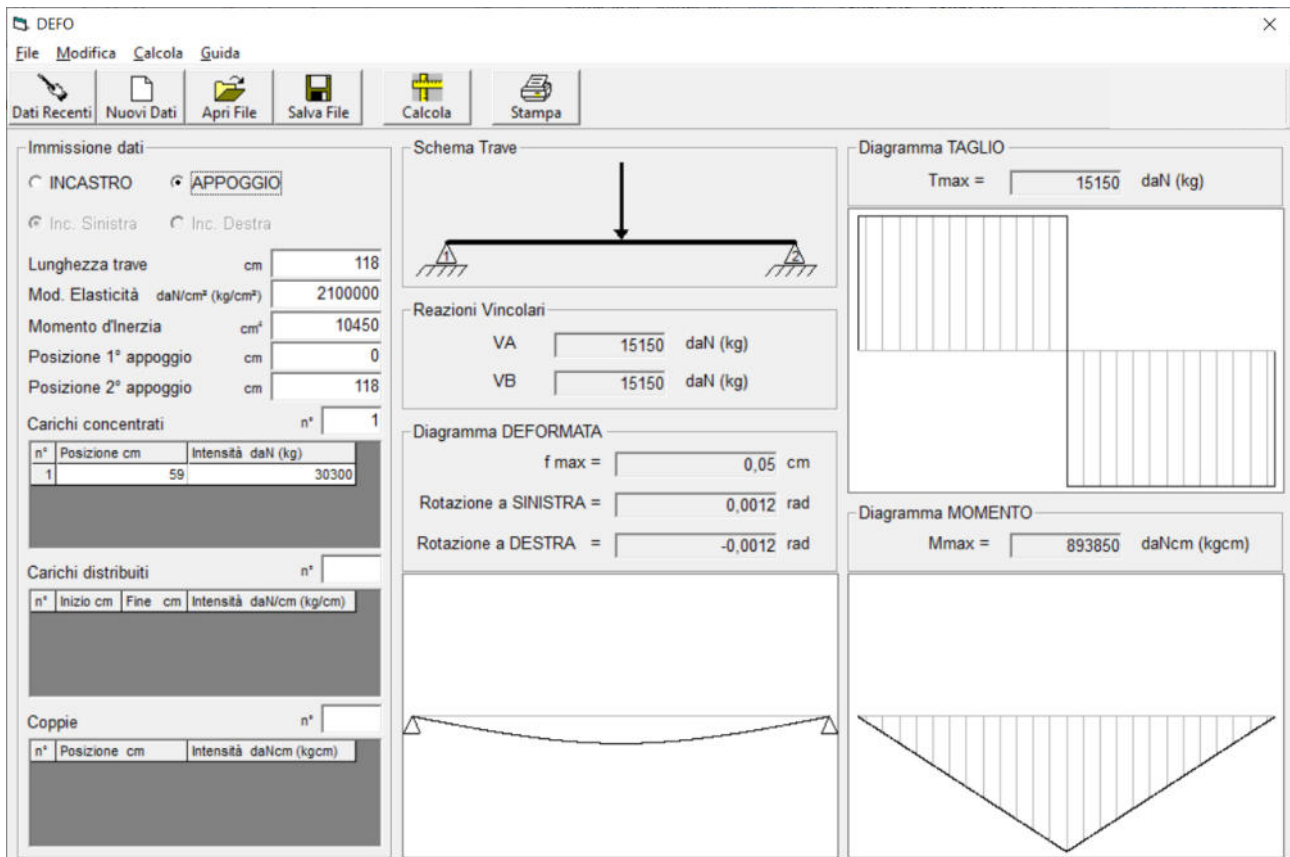 DEFO
File Modifica Calcola Guida
Dati Recenti Nuovi Dati Apri File Salva File Calcola Stampa
Immissione dati
INCASTRO APPOGGIO
Inc. Sinistra Inc. Destra
Lunghezza trave cm 118
Mod. Elasticità daN/cm² (kg/cm²) 2100000
Momento d'Inerzia cm⁴ 10450
Posizione 1° appoggio cm 0
Posizione 2° appoggio cm 118
Carichi concentrati n° 1
n° Posizione cm Intensità daN (kg)
1 59 30300
Carichi distribuiti n°
n° Inizio cm Fine cm Intensità daN/cm (kg/cm)
Coppie n°
n° Posizione cm Intensità daNcm (kgcm)
Schema Trave
1 2
Reazioni Vincolari
VA 15150 daN (kg)
VB 15150 daN (kg)
Diagramma DEFORMATA
f max = 0,05 cm
Rotazione a SINISTRA = 0,0012 rad
Rotazione a DESTRA = -0,0012 rad
Diagramma TAGLIO
Tmax = 15150 daN (kg)
Diagramma MOMENTO
Mmax = 893850 daNcm (kgcm)